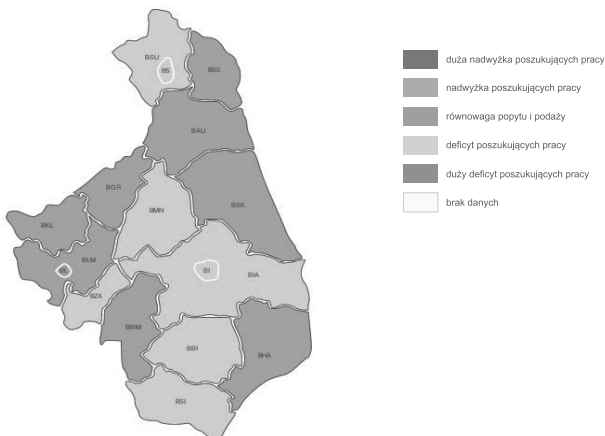 BSU
BS
BSE
BAU
BGR
BMN
BSK
BKL
BLM
BL
BZA
BI
BIA
BWM
BBI
BHA
BSI
duża nadwyżka poszukujących pracy
nadwyżka poszukujących pracy
równowaga popytu i podaży
deficyt poszukujących pracy
duży deficyt poszukujących pracy
brak danych